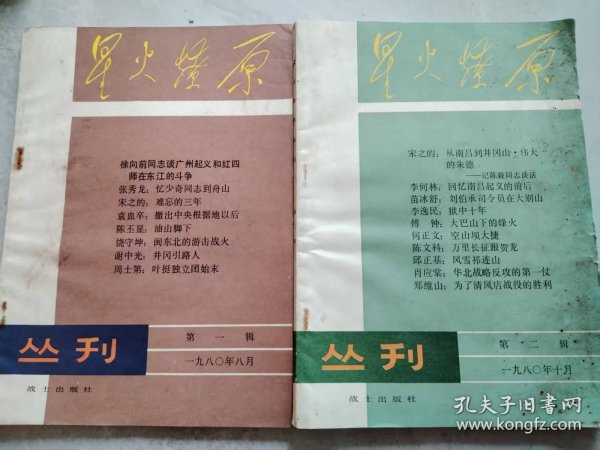 星火燎原
徐向前同志谈广州起义和红四
师在东江的斗争
张秀龙：忆少奇同志到舟山
宋之的：难忘的三年
袁血卒：撤出中央根据地以后
陈丕显：油山脚下
饶守坤：闽东北的游击战火
谢中光：井冈引路人
周士第：叶挺独立团始末
丛刊
第一辑
一九八〇年八月
战士出版社
星火燎原
宋之的：从南昌到井冈山·伟大
的朱德
——记陈毅同志谈话
李何林：回忆南昌起义的前后
苗冰舒：刘伯承司令员在大别山
李逸民：狱中十年
傅钟：大巴山下的烽火
何正文：空山坝大捷
陈文科：万里长征跟贺龙
邱正基：风雪祁连山
肖应棠：华北战略反攻的第一仗
郑维山：为了清风店战役的胜利
丛刊
第二辑
一九八〇年十月
战士出版社
孔夫子旧书网
www.kongfz.com